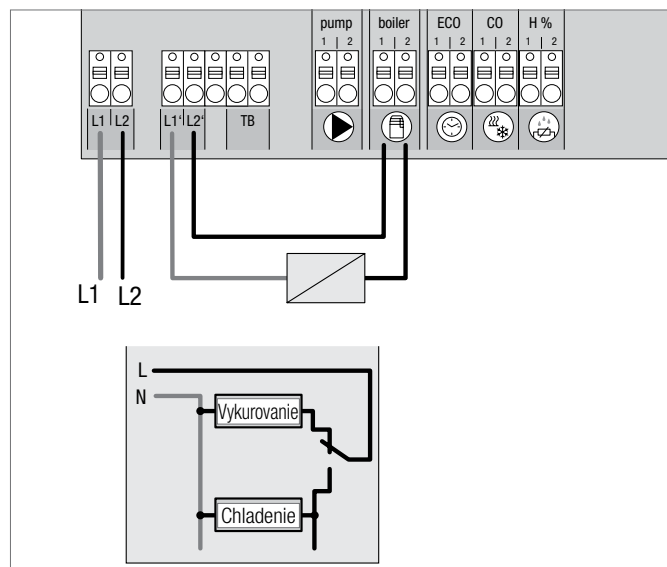 pump boiler ECO CO H %
1 2 1 2 1 2 1 2 1 2
L1 L2 L1‘ L2‘ TB
L1 L2
L
N
Vykurovanie
Chladenie